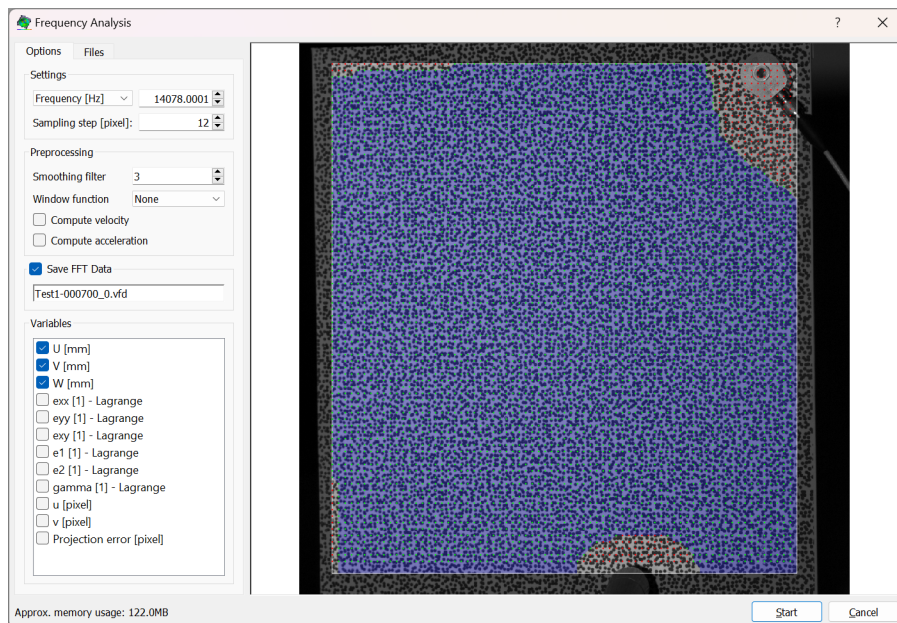 Frequency Analysis
Options Files
Settings
Frequency [Hz] 14078.0001
Sampling step [pixel]: 12
Preprocessing
Smoothing filter 3
Window function None
Compute velocity
Compute acceleration
Save FFT Data
Test1-000700_0.vfd
Variables
U [mm]
V [mm]
W [mm]
exx [1] - Lagrange
eyy [1] - Lagrange
exy [1] - Lagrange
e1 [1] - Lagrange
e2 [1] - Lagrange
gamma [1] - Lagrange
u [pixel]
v [pixel]
Projection error [pixel]
Approx. memory usage: 122.0MB Start Cancel